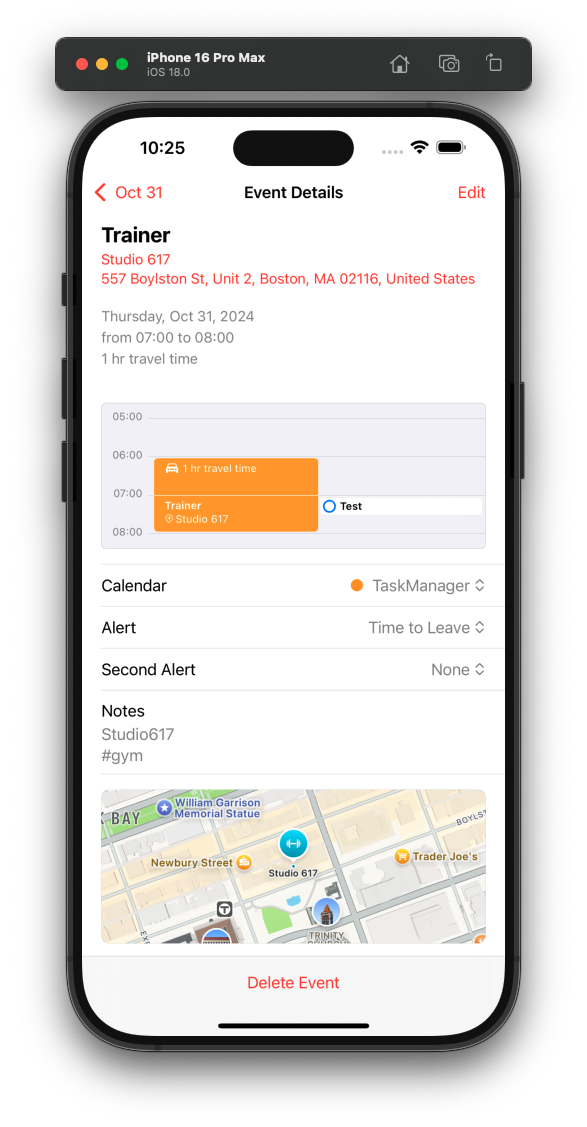 iPhone 16 Pro Max
iOS 18.0
10:25
Oct 31
Event Details
Edit
Trainer
Studio 617
557 Boylston St, Unit 2, Boston, MA 02116, United States
Thursday, Oct 31, 2024
from 07:00 to 08:00
1 hr travel time
05:00
06:00
1 hr travel time
07:00
Trainer
Test
Studio 617
08:00
Calendar
TaskManager
Alert
Time to Leave
Second Alert
None
Notes
Studio617
#gym
William Garrison
Memorial Statue
K BAY
BOYLST
Newbury Street
Trader Joe's
Studio 617
T
TRINITY
CHURCH
Delete Event